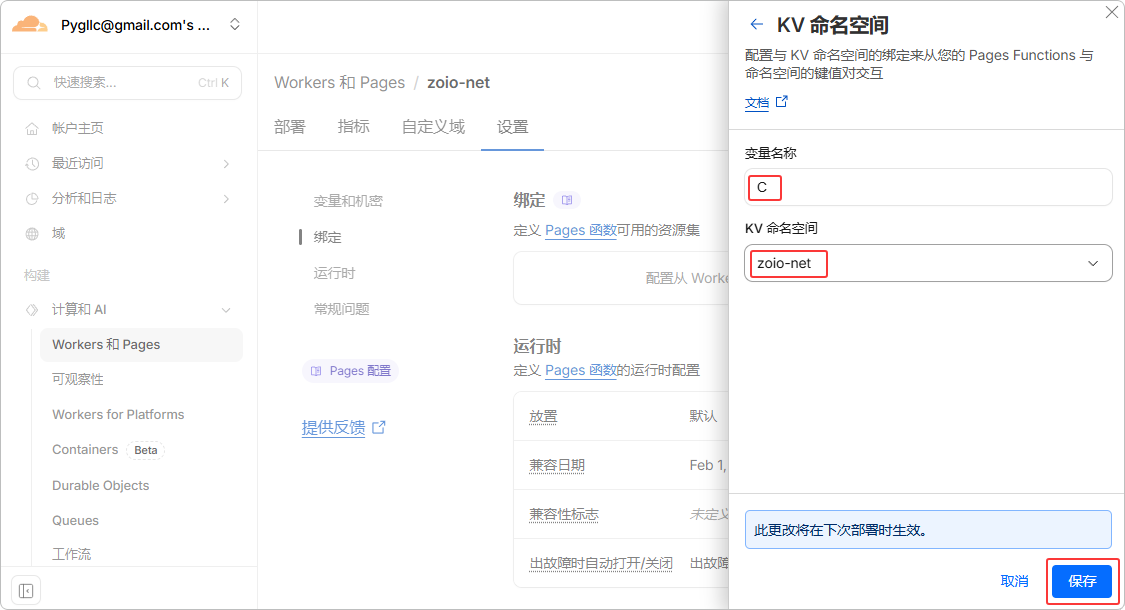 Pygllc@gmail.com's ...
快速搜索... Ctrl K
帐户主页
最近访问
分析和日志
域
构建
计算和 AI
Workers 和 Pages
可观察性
Workers for Platforms
Containers Beta
Durable Objects
Queues
工作流
Workers 和 Pages / zoio-net
部署 指标 自定义域 设置
变量和机密
绑定
运行时
常规问题
Pages 配置
提供反馈
绑定
定义 Pages 函数可用的资源集
配置从 Worke
运行时
定义 Pages 函数的运行时配置
放置 默认
兼容日期 Feb 1,
兼容性标志 未定义
出故障时自动打开/关闭 出故障
KV 命名空间
配置与 KV 命名空间的绑定来从您的 Pages Functions 与
命名空间的键值对交互
文档
变量名称
C
KV 命名空间
zoio-net
此更改将在下次部署时生效。
取消 保存